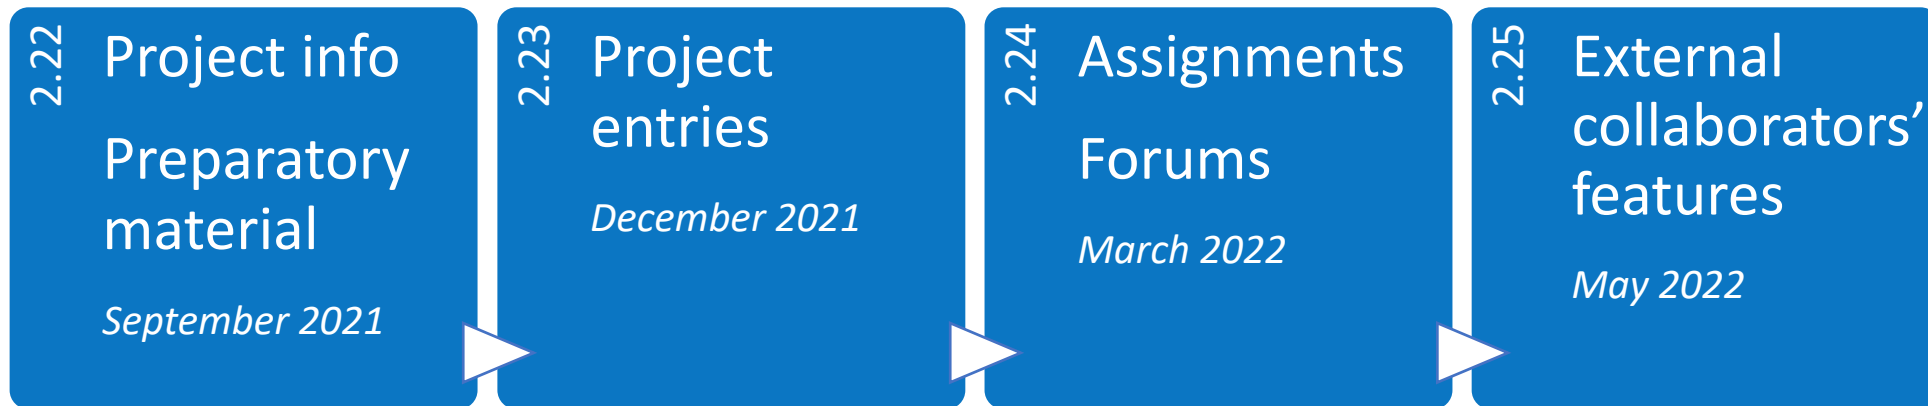 2.22
Project info
Preparatory
material
September 2021
2.23
Project
entries
December 2021
2.24
Assignments
Forums
March 2022
2.25
External
collaborators’
features
May 2022